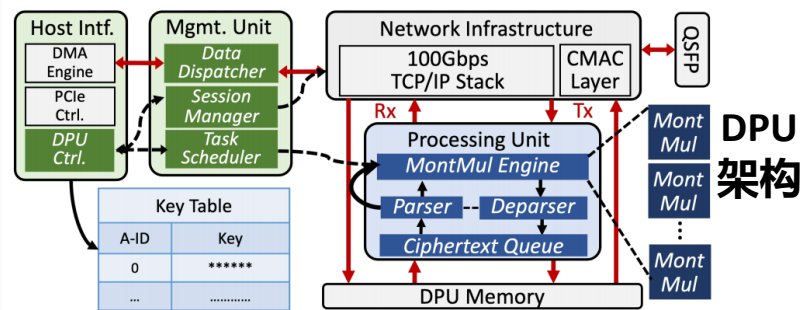 Host Intf.
DMA
Engine
PCIe
Ctrl.
DPU
Ctrl.
Mgmt. Unit
Data
Dispatcher
Session
Manager
Task
Scheduler
Network Infrastructure
100Gbps
TCP/IP Stack
CMAC
Layer
QSFP
Rx
Tx
Processing Unit
MontMul Engine
Parser
Deparser
Ciphertext Queue
DPU Memory
Key Table
A-ID
Key
0
******
...
............
Mont
Mul
Mont
Mul
Mont
Mul
DPU
架构